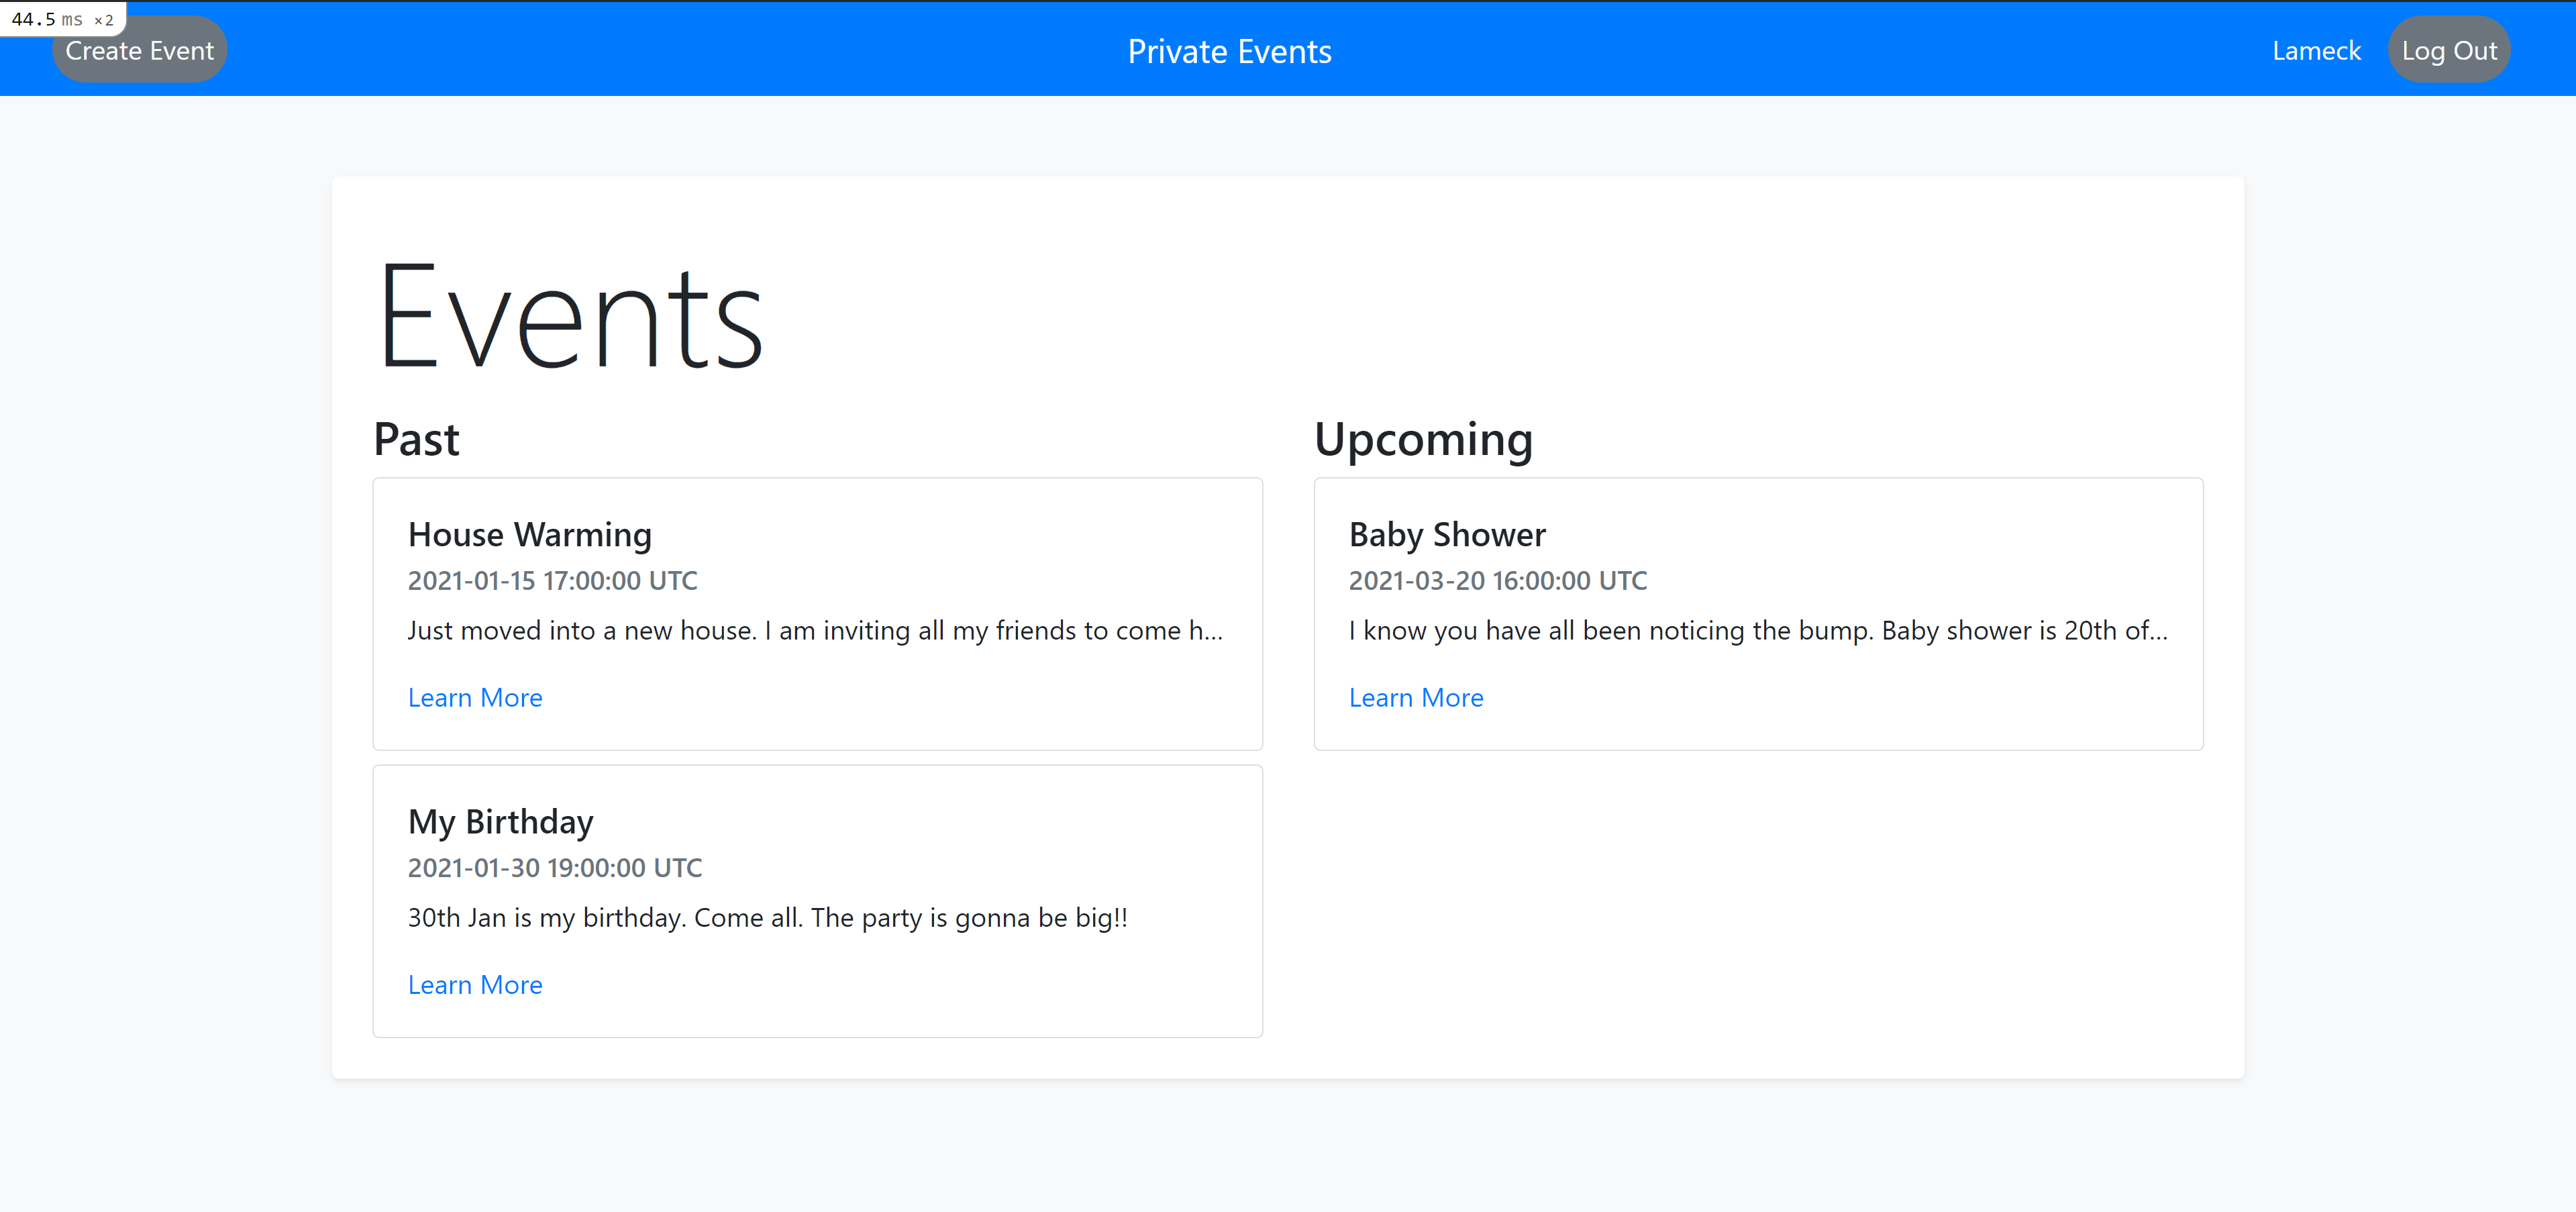 44.5 ms ×2
Create Event
Private Events
Lameck
Log Out
Events
Past
House Warming
2021-01-15 17:00:00 UTC
Just moved into a new house. I am inviting all my friends to come h...
Learn More
My Birthday
2021-01-30 19:00:00 UTC
30th Jan is my birthday. Come all. The party is gonna be big!!
Learn More
Upcoming
Baby Shower
2021-03-20 16:00:00 UTC
I know you have all been noticing the bump. Baby shower is 20th of...
Learn More